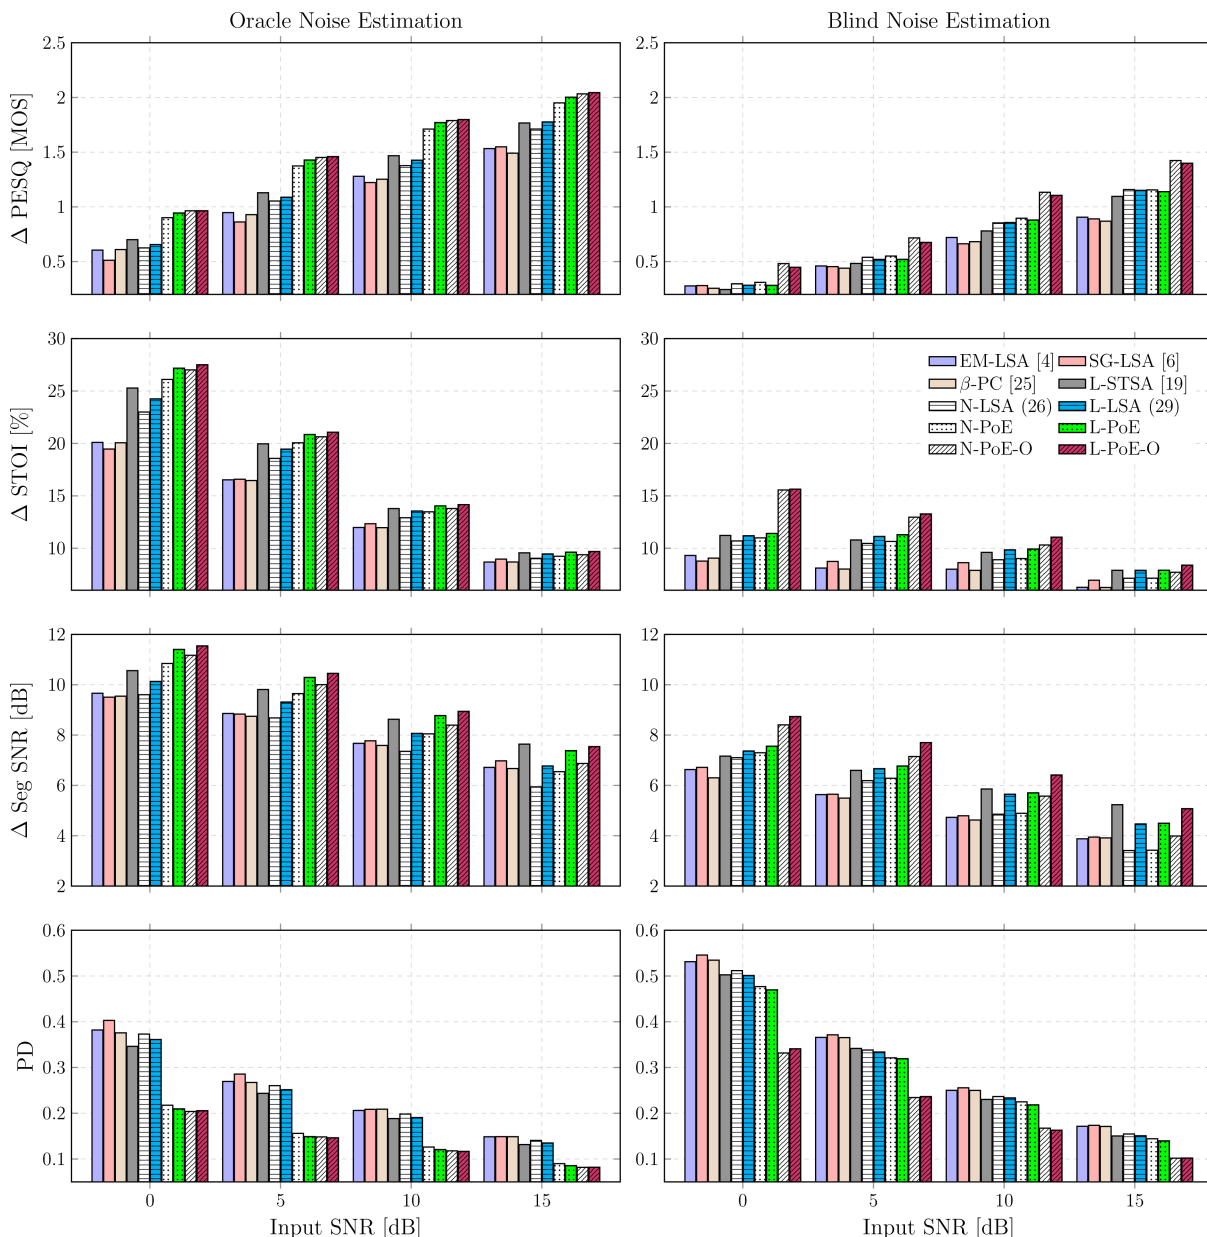 Oracle Noise Estimation
Blind Noise Estimation
Δ PESQ [MOS]
2.5
2
1.5
1
0.5
2.5
2
1.5
1
0.5
Δ STOI [%]
30
25
20
15
10
30
25
20
15
10
EM-LSA [4] SG-LSA [6]
β-PC [25] L-STSA [19]
N-LSA (26) L-LSA (29)
N-PoE L-PoE
N-PoE-O L-PoE-O
Δ Seg SNR [dB]
12
10
8
6
4
2
12
10
8
6
4
2
PD
0.6
0.5
0.4
0.3
0.2
0.1
0.6
0.5
0.4
0.3
0.2
0.1
0 5 10 15
0 5 10 15
Input SNR [dB]
Input SNR [dB]